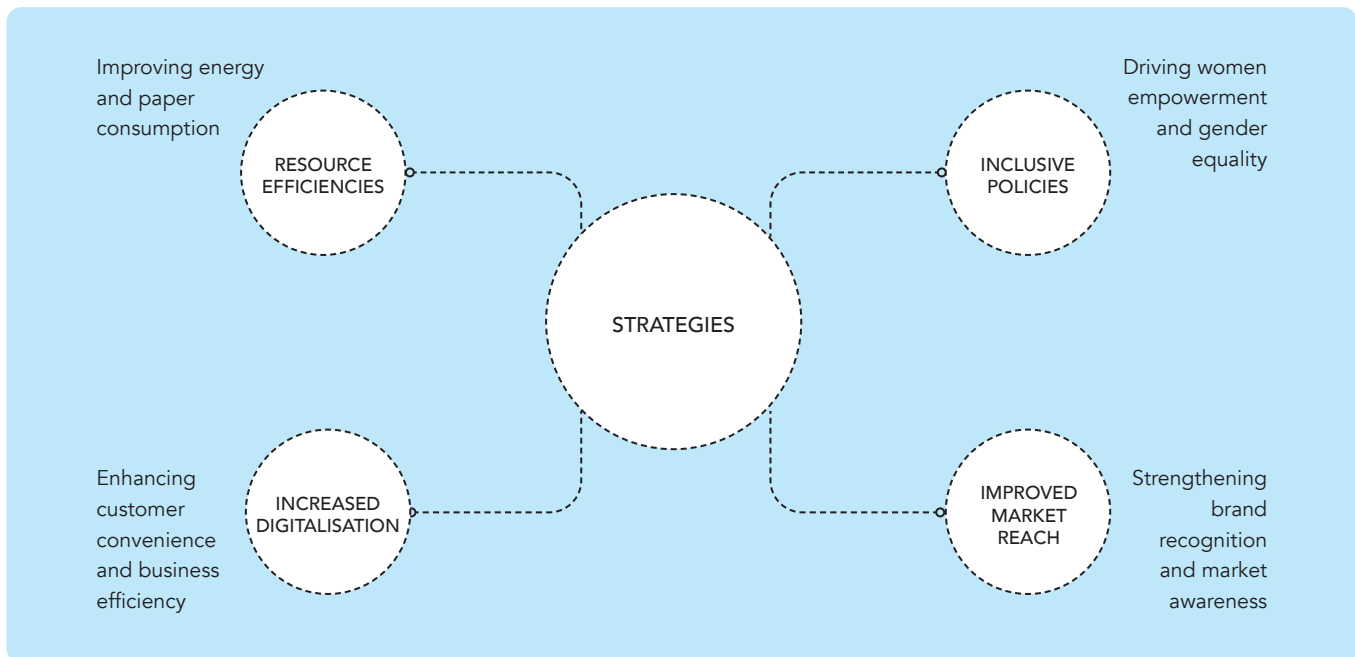 Improving energy
and paper
consumption
RESOURCE
EFFICIENCIES
Driving women
empowerment
and gender
equality
INCLUSIVE
POLICIES
STRATEGIES
Enhancing
customer
convenience
and business
efficiency
INCREASED
DIGITALISATION
IMPROVED
MARKET
REACH
Strengthening
brand
recognition
and market
awareness